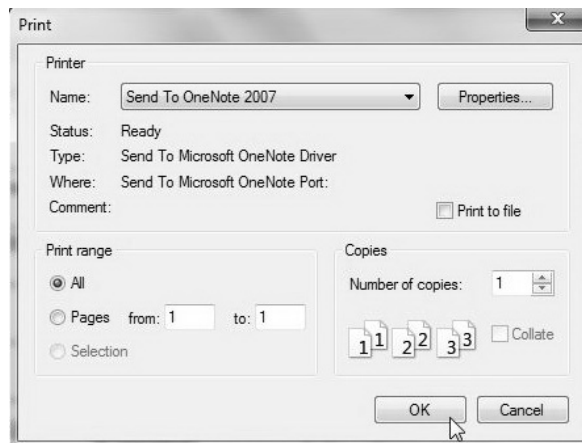 Print
X
Printer
Name: Send To OneNote 2007 Properties...
Status: Ready
Type: Send To Microsoft OneNote Driver
Where: Send To Microsoft OneNote Port:
Comment: Print to file
Print range
All
Pages from: 1 to: 1
Selection
Copies
Number of copies: 1
1 1 2 2 3 3 Collate
OK Cancel